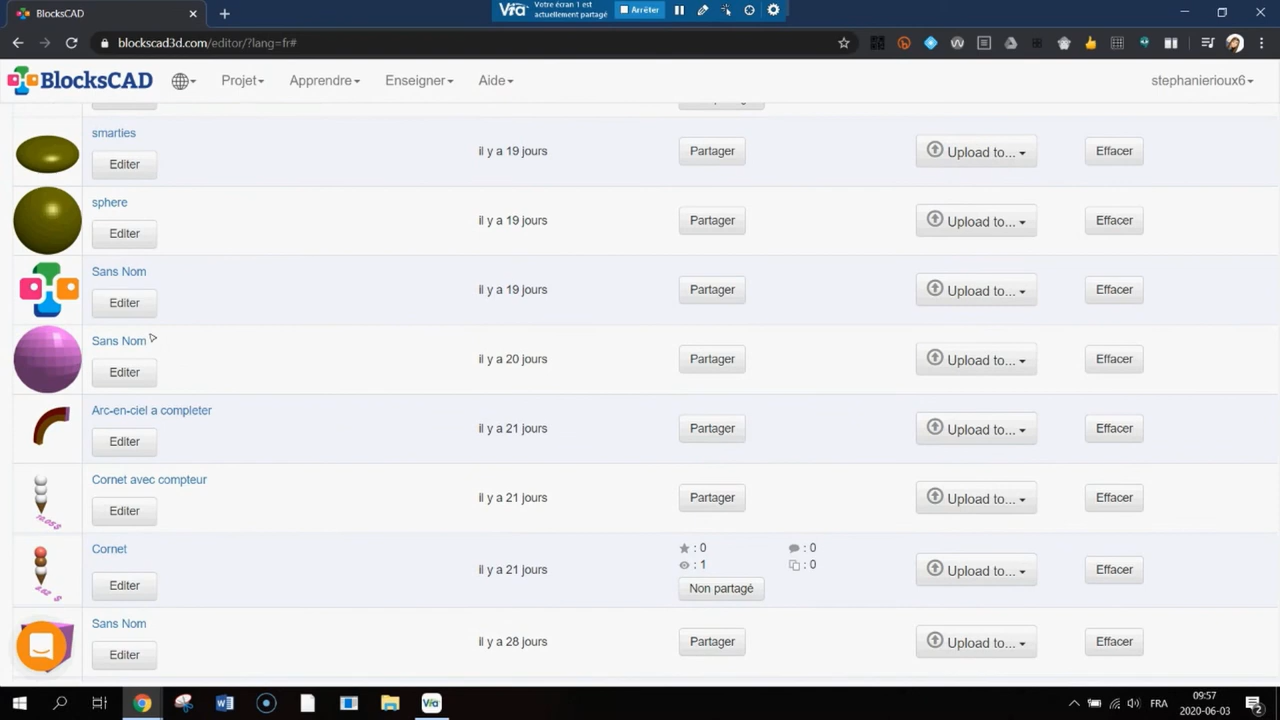 BlocksCAD
Votre écran 1 est
actuellement partagé
Via
Arrêter
blockscad3d.com/editor/?lang=fr#
BlocksCAD
Projet
Apprendre
Enseigner
Aide
stephanierioux6
smarties
Editer
il y a 19 jours
Partager
Upload to...
Effacer
sphere
Editer
il y a 19 jours
Partager
Upload to...
Effacer
Sans Nom
Editer
il y a 19 jours
Partager
Upload to...
Effacer
Sans Nom
Editer
il y a 20 jours
Partager
Upload to...
Effacer
Arc-en-ciel a completer
Editer
il y a 21 jours
Partager
Upload to...
Effacer
Cornet avec compteur
Editer
il y a 21 jours
Partager
Upload to...
Effacer
Cornet
Editer
il y a 21 jours
: 0
: 0
: 1
: 0
Non partagé
Upload to...
Effacer
Sans Nom
Editer
il y a 28 jours
Partager
Upload to...
Effacer
FRA
09:57
2020-06-03
2